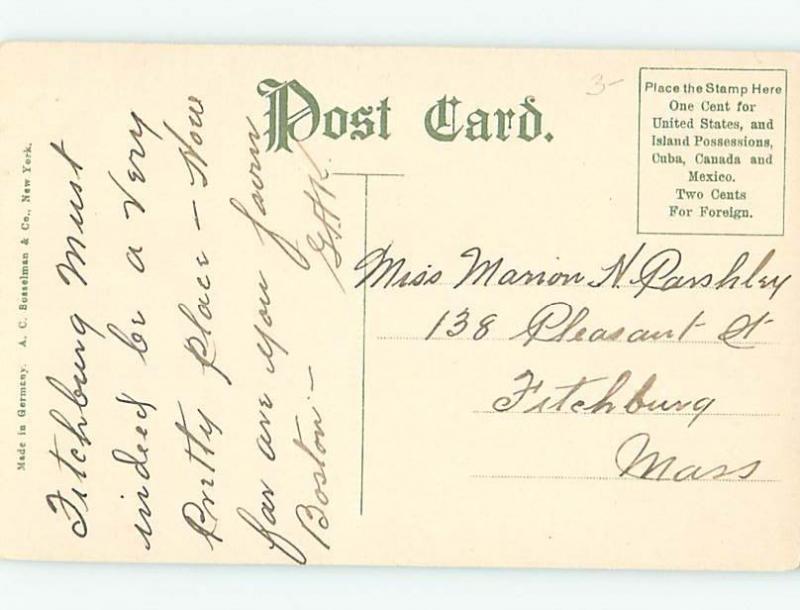 Post Card.
3-
Place the Stamp Here
One Cent for
United States, and
Island Possessions,
Cuba, Canada and
Mexico.
Two Cents
For Foreign.
Made in Germany. A. C. Bosselman & Co., New York.
Fitchburg Must
indeed be a Very
Pretty place - How
far are you from
Boston -
G.H.K.
Miss Marion N. Parshley
138 Pleasant St
Fitchburg
Mass